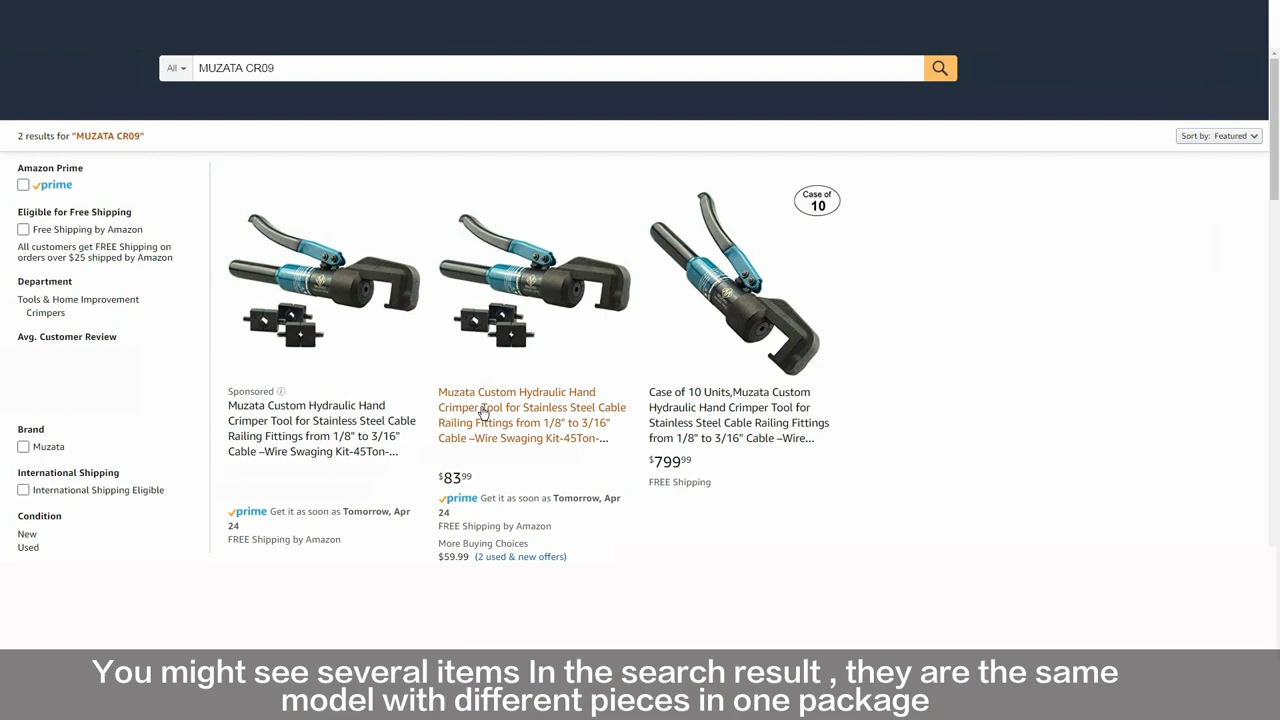 All
MUZATA CR09
2 results for "MUZATA CR09"
Sort by: Featured
Amazon Prime
prime
Eligible for Free Shipping
Free Shipping by Amazon
All customers get FREE Shipping on
orders over $25 shipped by Amazon
Department
Tools & Home Improvement
Crimpers
Avg. Customer Review
Brand
Muzata
International Shipping
International Shipping Eligible
Condition
New
Used
Sponsored
Muzata Custom Hydraulic Hand
Crimper Tool for Stainless Steel Cable
Railing Fittings from 1/8" to 3/16"
Cable –Wire Swaging Kit-45Ton-...
prime Get it as soon as Tomorrow, Apr
24
FREE Shipping by Amazon
Muzata Custom Hydraulic Hand
Crimper Tool for Stainless Steel Cable
Railing Fittings from 1/8" to 3/16"
Cable –Wire Swaging Kit-45Ton-...
$83.99
prime Get it as soon as Tomorrow, Apr
24
FREE Shipping by Amazon
More Buying Choices
$59.99 (2 used & new offers)
Case of
10
Case of 10 Units,Muzata Custom
Hydraulic Hand Crimper Tool for
Stainless Steel Cable Railing Fittings
from 1/8" to 3/16" Cable –Wire...
$799.99
FREE Shipping
You might see several items In the search result , they are the same
model with different pieces in one package